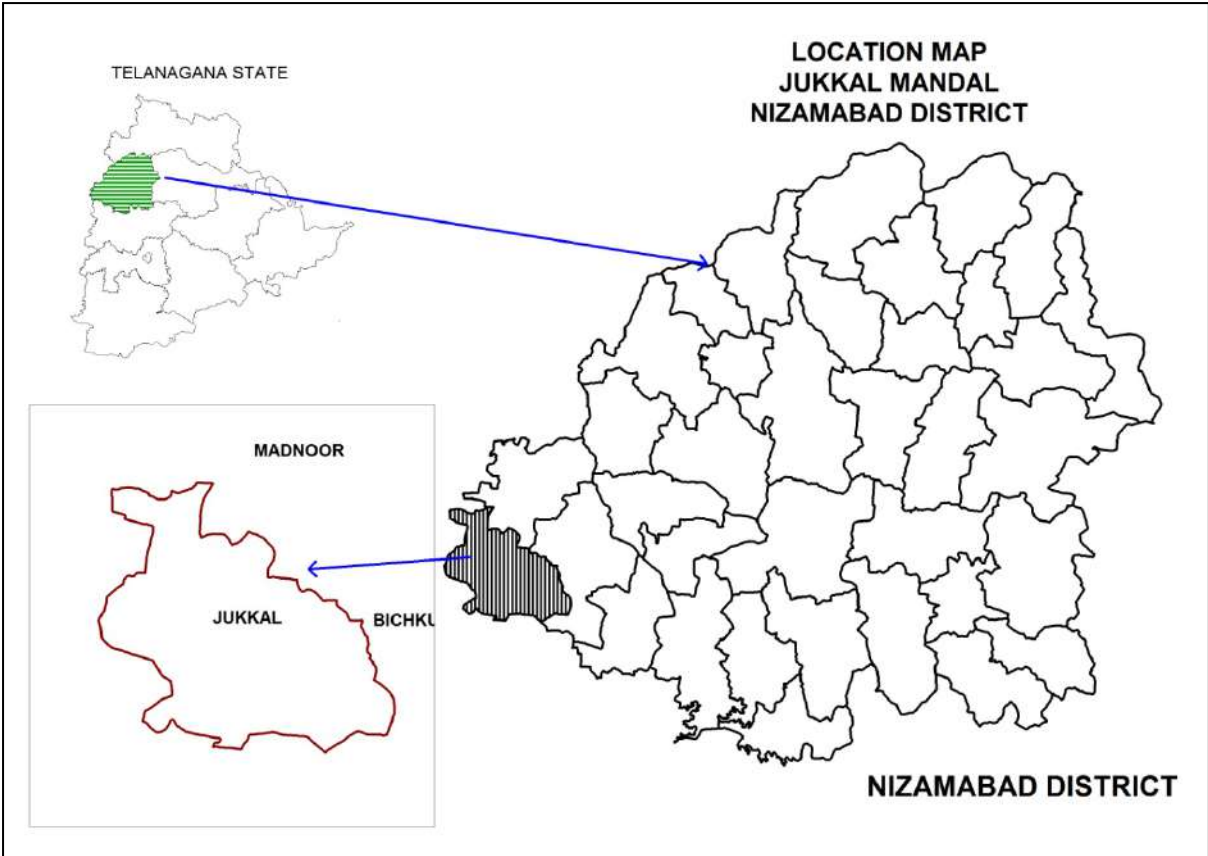 TELANAGANA STATE
LOCATION MAP
JUKKAL MANDAL
NIZAMABAD DISTRICT
MADNOOR
JUKKAL
BICHKU
NIZAMABAD DISTRICT